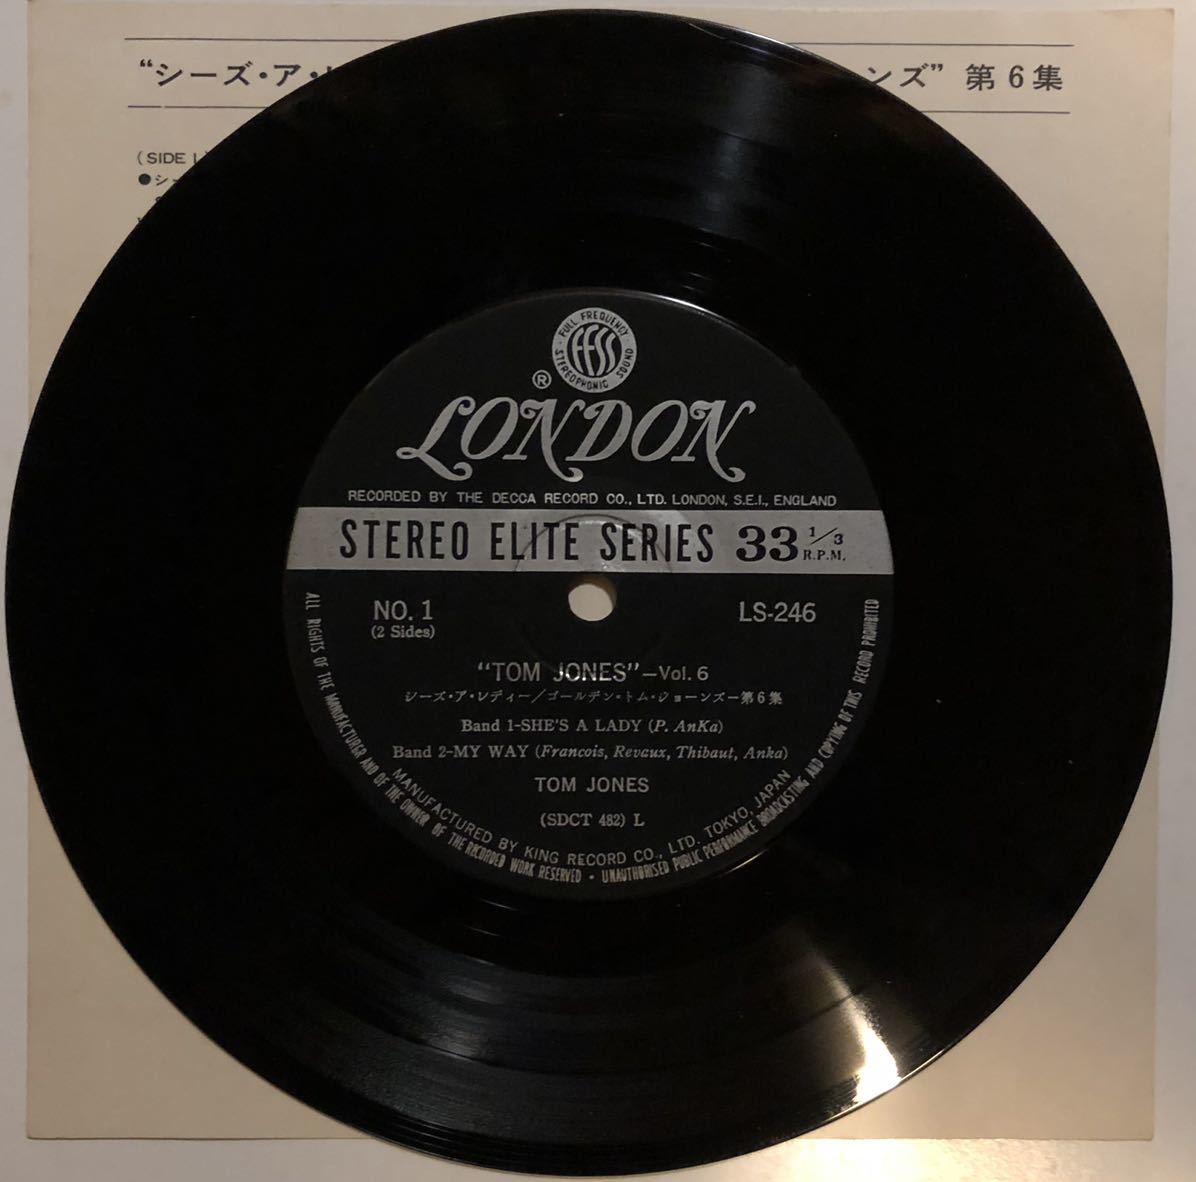 “シーズ・ア・
ンズ” 第6集
(SIDE 1
●シー
FULL FREQUENCY
STEREOPHONIC SOUND
FFSS
®
LONDON
RECORDED BY THE DECCA RECORD CO., LTD. LONDON, S.E.I., ENGLAND
STEREO ELITE SERIES 33 1/3 R.P.M.
NO. 1
(2 Sides)
LS-246
“TOM JONES”—Vol. 6
シーズ・ア・レディー/ゴールデン・トム・ジョーンズ—第6集
Band 1-SHE'S A LADY (P. AnKa)
Band 2-MY WAY (Francois, Revaux, Thibaut, Anka)
TOM JONES
(SDCT 482) L
MANUFACTURED BY KING RECORD CO., LTD. TOKYO, JAPAN
ALL RIGHTS OF THE MANUFACTURER AND OF THE OWNER OF THE RECORDED WORK RESERVED • UNAUTHORISED PUBLIC PERFORMANCE BROADCASTING AND COPYING OF THIS RECORD PROHIBITED